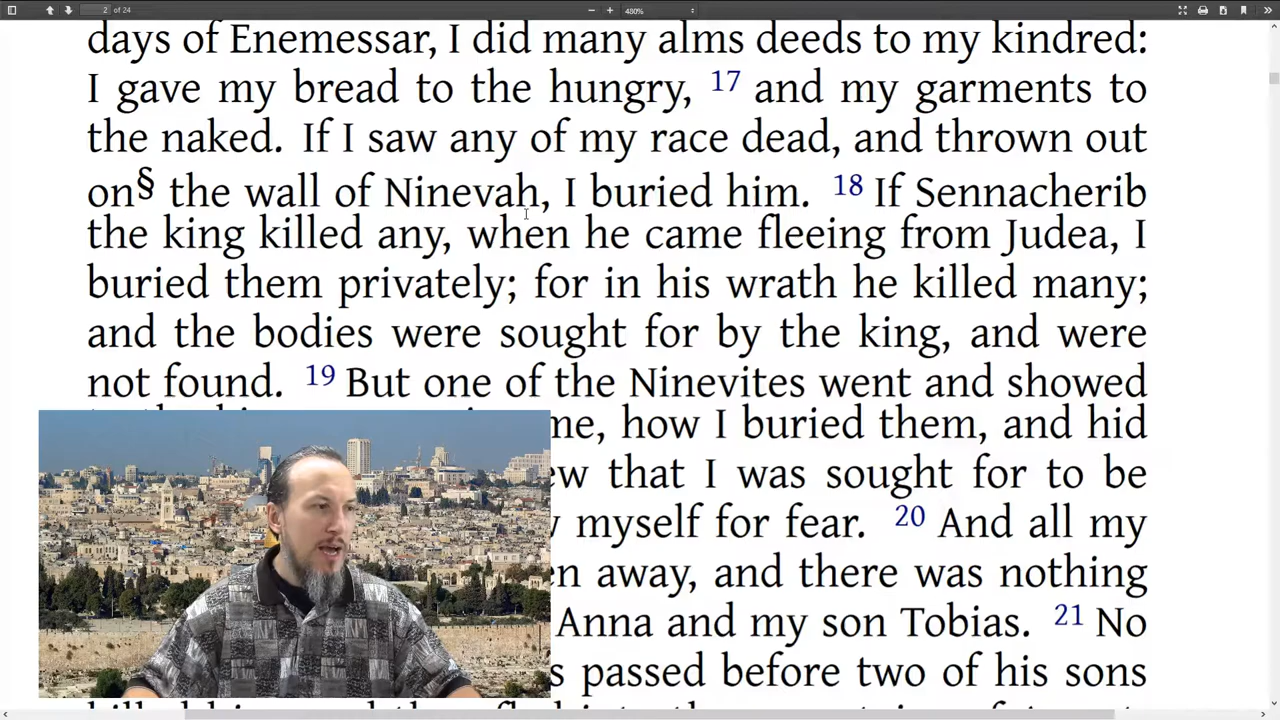 2 of 24
480%
days of Enemessar, I did many alms deeds to my kindred:
I gave my bread to the hungry, 17 and my garments to
the naked. If I saw any of my race dead, and thrown out
on§ the wall of Ninevah, I buried him. 18 If Sennacherib
the king killed any, when he came fleeing from Judea, I
buried them privately; for in his wrath he killed many;
and the bodies were sought for by the king, and were
not found. 19 But one of the Ninevites went and showed
me, how I buried them, and hid
that I was sought for to be
myself for fear. 20 And all my
away, and there was nothing
Anna and my son Tobias. 21 No
passed before two of his sons